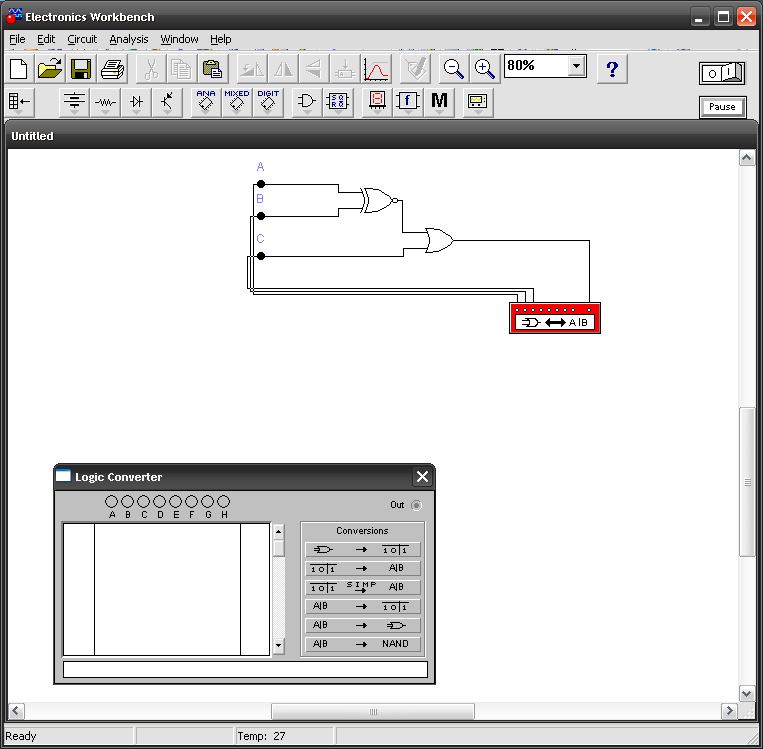 Electronics Workbench
File Edit Circuit Analysis Window Help
80% ? O I
ANA MIXED DIGIT f M Pause
Untitled
A
B
C
A|B
Logic Converter
Out
A B C D E F G H
Conversions
→ 1 0 | 1
1 0 | 1 → A|B
1 0 | 1 SIMP → A|B
A|B → 1 0 | 1
A|B →
A|B → NAND
Ready Temp: 27